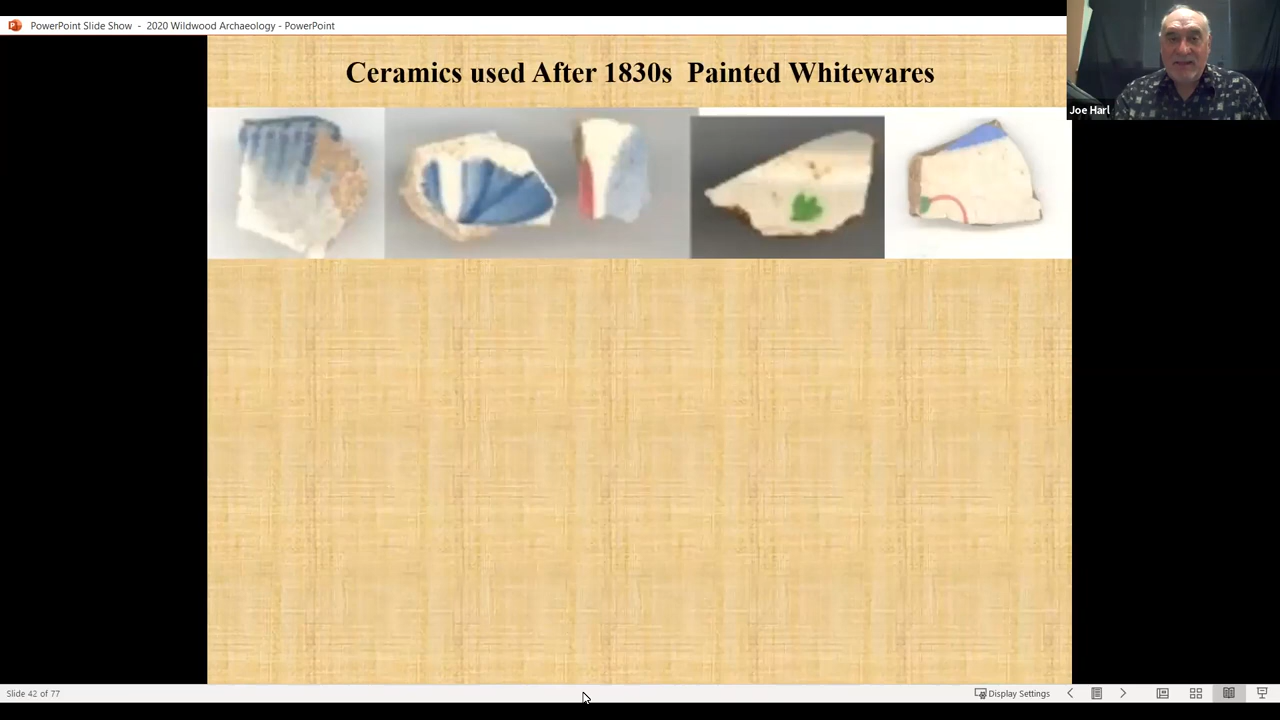 PowerPoint Slide Show - 2020 Wildwood Archaeology - PowerPoint
Ceramics used After 1830s Painted Whitewares
Joe Harl
Slide 42 of 77
Display Settings